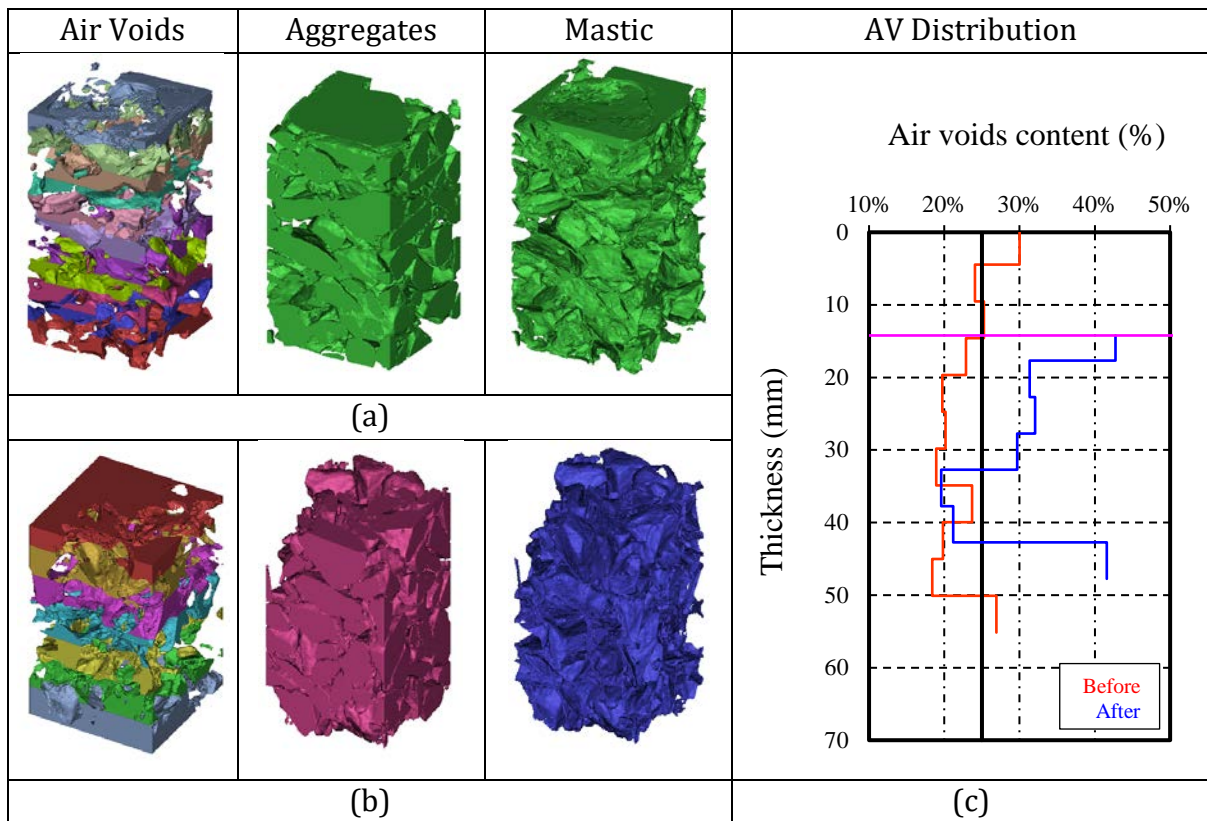 Air Voids Aggregates Mastic AV Distribution
(a)
(b)
Air voids content (%)
10% 20% 30% 40% 50%
Thickness (mm)
0
10
20
30
40
50
60
70
Before
After
(c)